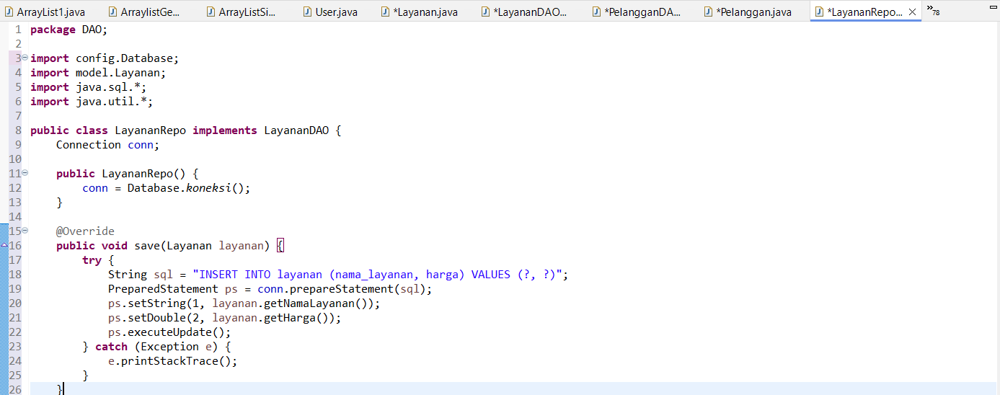 ArrayList1.java ArraylistGe... ArrayListSi... User.java *Layanan.java *LayananDAO... *PelangganDA... *Pelanggan.java *LayananRepo... »78
1 package DAO;
2
3 import config.Database;
4 import model.Layanan;
5 import java.sql.*;
6 import java.util.*;
7
8 public class LayananRepo implements LayananDAO {
9 Connection conn;
10
11 public LayananRepo() {
12 conn = Database.koneksi();
13 }
14
15 @Override
16 public void save(Layanan layanan) {
17 try {
18 String sql = "INSERT INTO layanan (nama_layanan, harga) VALUES (?, ?)";
19 PreparedStatement ps = conn.prepareStatement(sql);
20 ps.setString(1, layanan.getNamaLayanan());
21 ps.setDouble(2, layanan.getHarga());
22 ps.executeUpdate();
23 } catch (Exception e) {
24 e.printStackTrace();
25 }
26 }